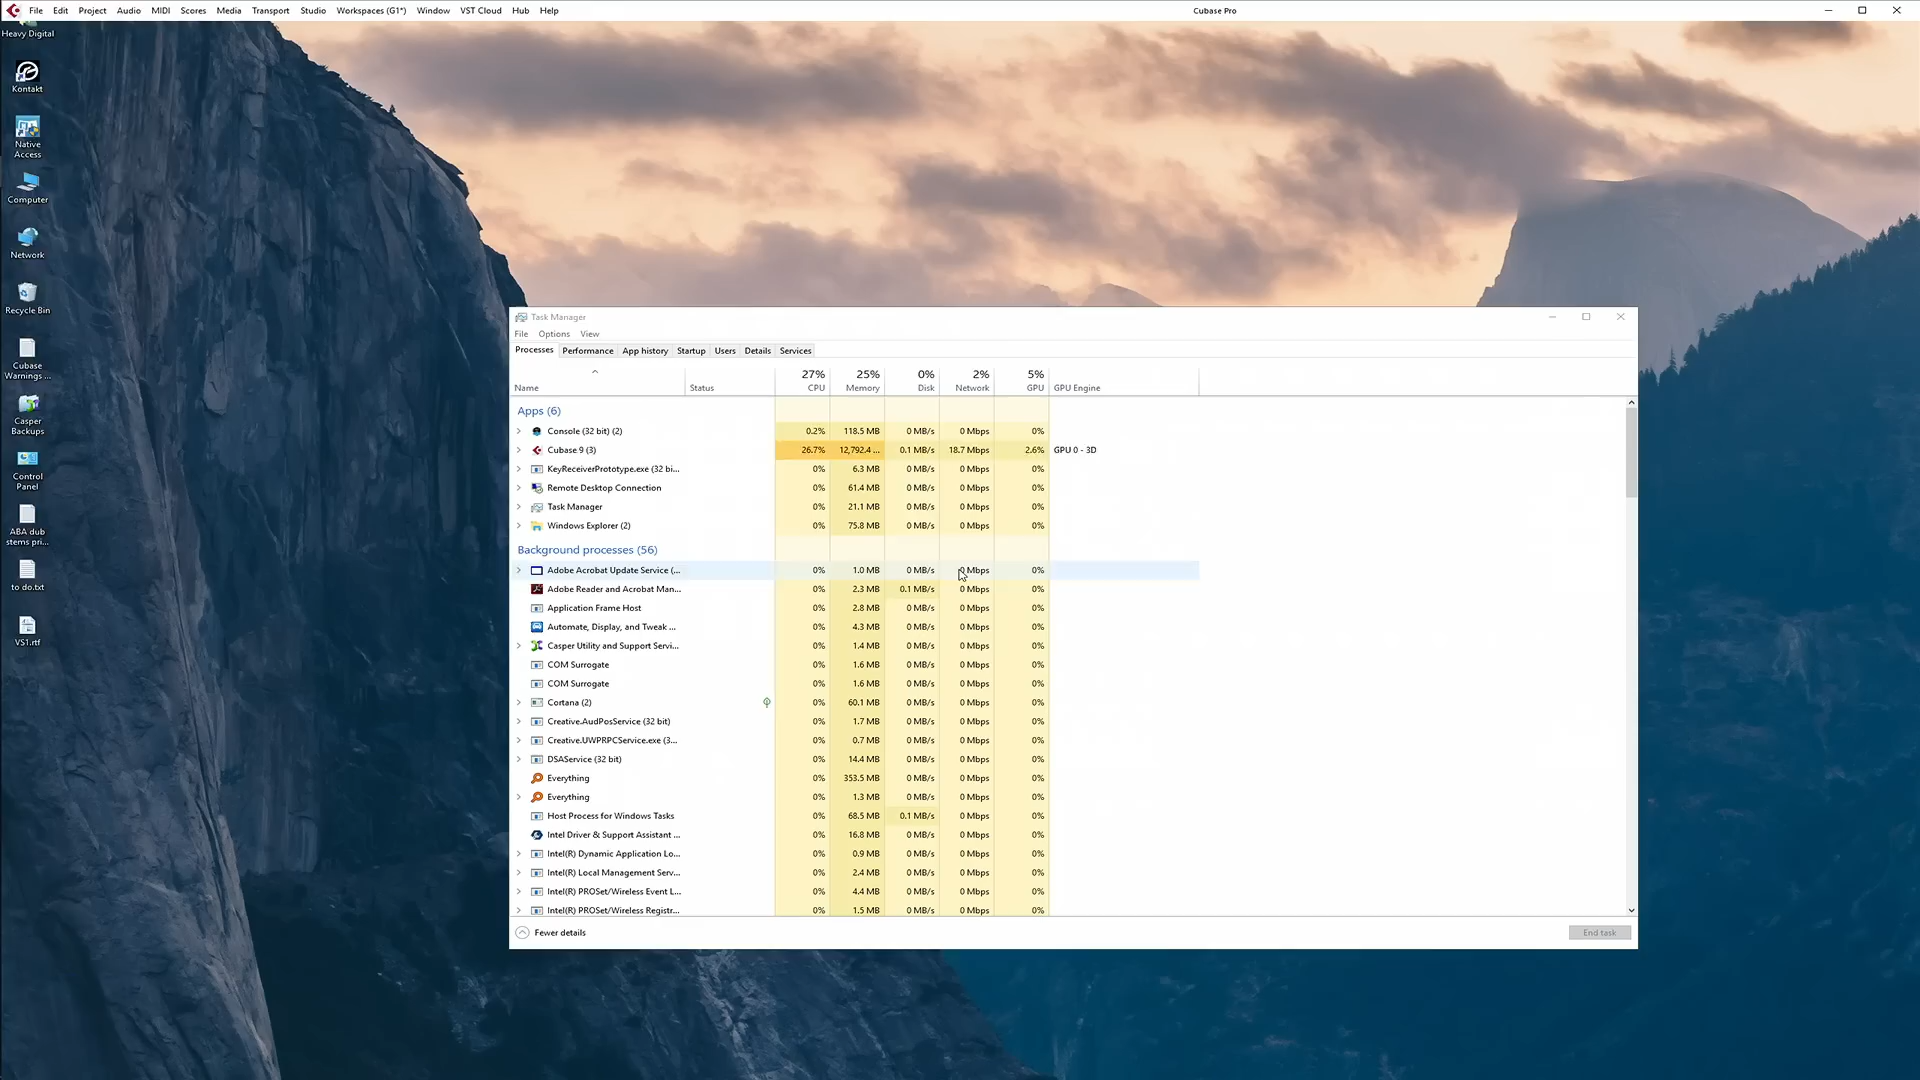 File Edit Project Audio MIDI Scores Media Transport Studio Workspaces (G1*) Window VST Cloud Hub Help Cubase Pro
Heavy Digital
Kontakt
Native
Access
Computer
Network
Recycle Bin
Cubase
Warnings ...
Casper
Backups
Control
Panel
ABA dub
stems pri...
to do.txt
VS1.rtf
Task Manager
File Options View
Processes Performance App history Startup Users Details Services
27% 25% 0% 2% 5%
Name Status CPU Memory Disk Network GPU GPU Engine
Apps (6)
Console (32 bit) (2) 0.2% 118.5 MB 0 MB/s 0 Mbps 0%
Cubase 9 (3) 26.7% 12,792.4 ... 0.1 MB/s 18.7 Mbps 2.6% GPU 0 - 3D
KeyReceiverPrototype.exe (32 bi... 0% 6.3 MB 0 MB/s 0 Mbps 0%
Remote Desktop Connection 0% 61.4 MB 0 MB/s 0 Mbps 0%
Task Manager 0% 21.1 MB 0 MB/s 0 Mbps 0%
Windows Explorer (2) 0% 75.8 MB 0 MB/s 0 Mbps 0%
Background processes (56)
Adobe Acrobat Update Service (... 0% 1.0 MB 0 MB/s 0 Mbps 0%
Adobe Reader and Acrobat Man... 0% 2.3 MB 0.1 MB/s 0 Mbps 0%
Application Frame Host 0% 2.8 MB 0 MB/s 0 Mbps 0%
Automate, Display, and Tweak ... 0% 4.3 MB 0 MB/s 0 Mbps 0%
Casper Utility and Support Servi... 0% 1.4 MB 0 MB/s 0 Mbps 0%
COM Surrogate 0% 1.6 MB 0 MB/s 0 Mbps 0%
COM Surrogate 0% 1.6 MB 0 MB/s 0 Mbps 0%
Cortana (2) 0% 60.1 MB 0 MB/s 0 Mbps 0%
Creative.AudPosService (32 bit) 0% 1.7 MB 0 MB/s 0 Mbps 0%
Creative.UWPRPCService.exe (3... 0% 0.7 MB 0 MB/s 0 Mbps 0%
DSAService (32 bit) 0% 14.4 MB 0 MB/s 0 Mbps 0%
Everything 0% 353.5 MB 0 MB/s 0 Mbps 0%
Everything 0% 1.3 MB 0 MB/s 0 Mbps 0%
Host Process for Windows Tasks 0% 68.5 MB 0.1 MB/s 0 Mbps 0%
Intel Driver & Support Assistant ... 0% 16.8 MB 0 MB/s 0 Mbps 0%
Intel(R) Dynamic Application Lo... 0% 0.9 MB 0 MB/s 0 Mbps 0%
Intel(R) Local Management Serv... 0% 2.4 MB 0 MB/s 0 Mbps 0%
Intel(R) PROSet/Wireless Event L... 0% 4.4 MB 0 MB/s 0 Mbps 0%
Intel(R) PROSet/Wireless Registr... 0% 1.5 MB 0 MB/s 0 Mbps 0%
Fewer details End task